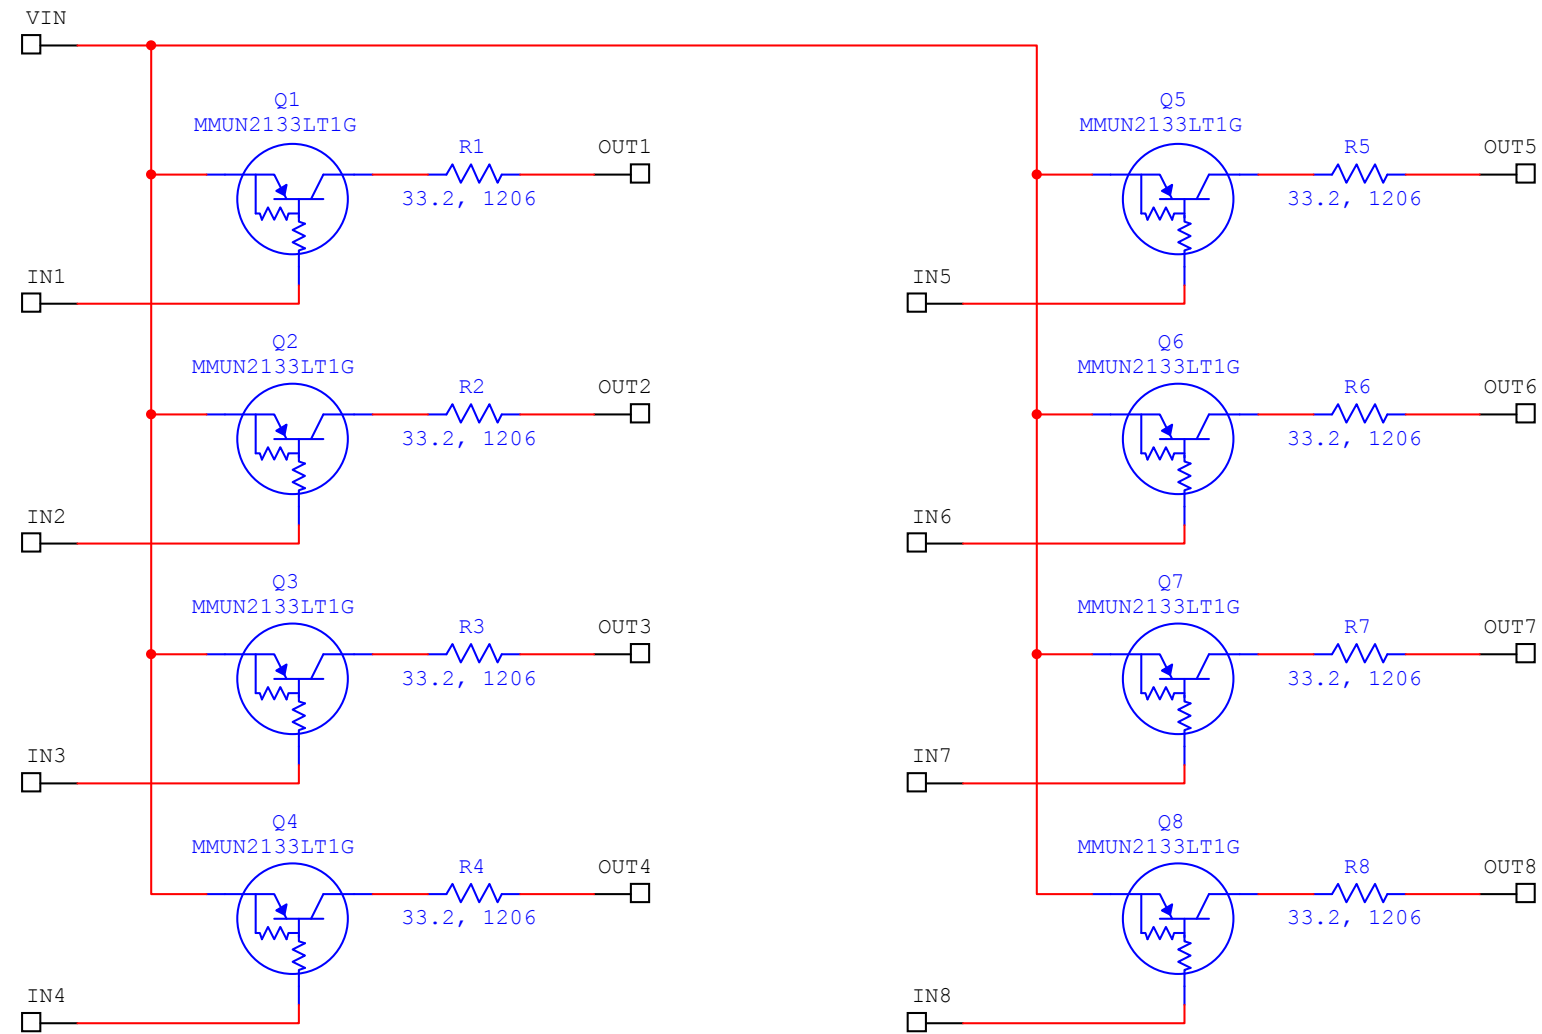 VIN
Q1
MMUN2133LT1G
R1
OUT1
33.2, 1206
IN1
Q2
MMUN2133LT1G
R2
OUT2
33.2, 1206
IN2
Q3
MMUN2133LT1G
R3
OUT3
33.2, 1206
IN3
Q4
MMUN2133LT1G
R4
OUT4
33.2, 1206
IN4
Q5
MMUN2133LT1G
R5
OUT5
33.2, 1206
IN5
Q6
MMUN2133LT1G
R6
OUT6
33.2, 1206
IN6
Q7
MMUN2133LT1G
R7
OUT7
33.2, 1206
IN7
Q8
MMUN2133LT1G
R8
OUT8
33.2, 1206
IN8